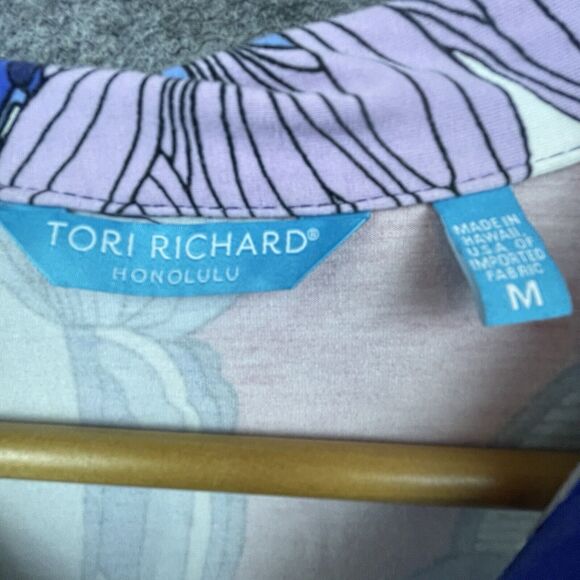 TORI RICHARD®
HONOLULU
MADE IN
HAWAII,
U.S.A. OF
IMPORTED
FABRIC
M